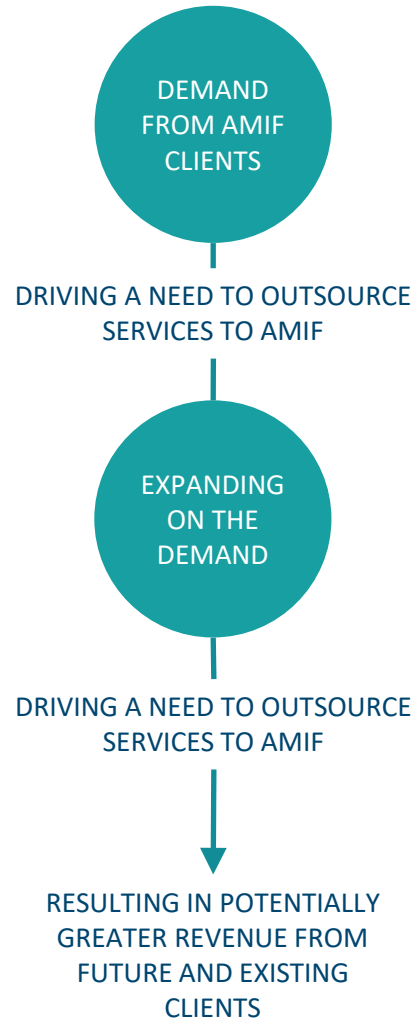 DEMAND
FROM AMIF
CLIENTS
DRIVING A NEED TO OUTSOURCE
SERVICES TO AMIF
EXPANDING
ON THE
DEMAND
DRIVING A NEED TO OUTSOURCE
SERVICES TO AMIF
RESULTING IN POTENTIALLY
GREATER REVENUE FROM
FUTURE AND EXISTING
CLIENTS